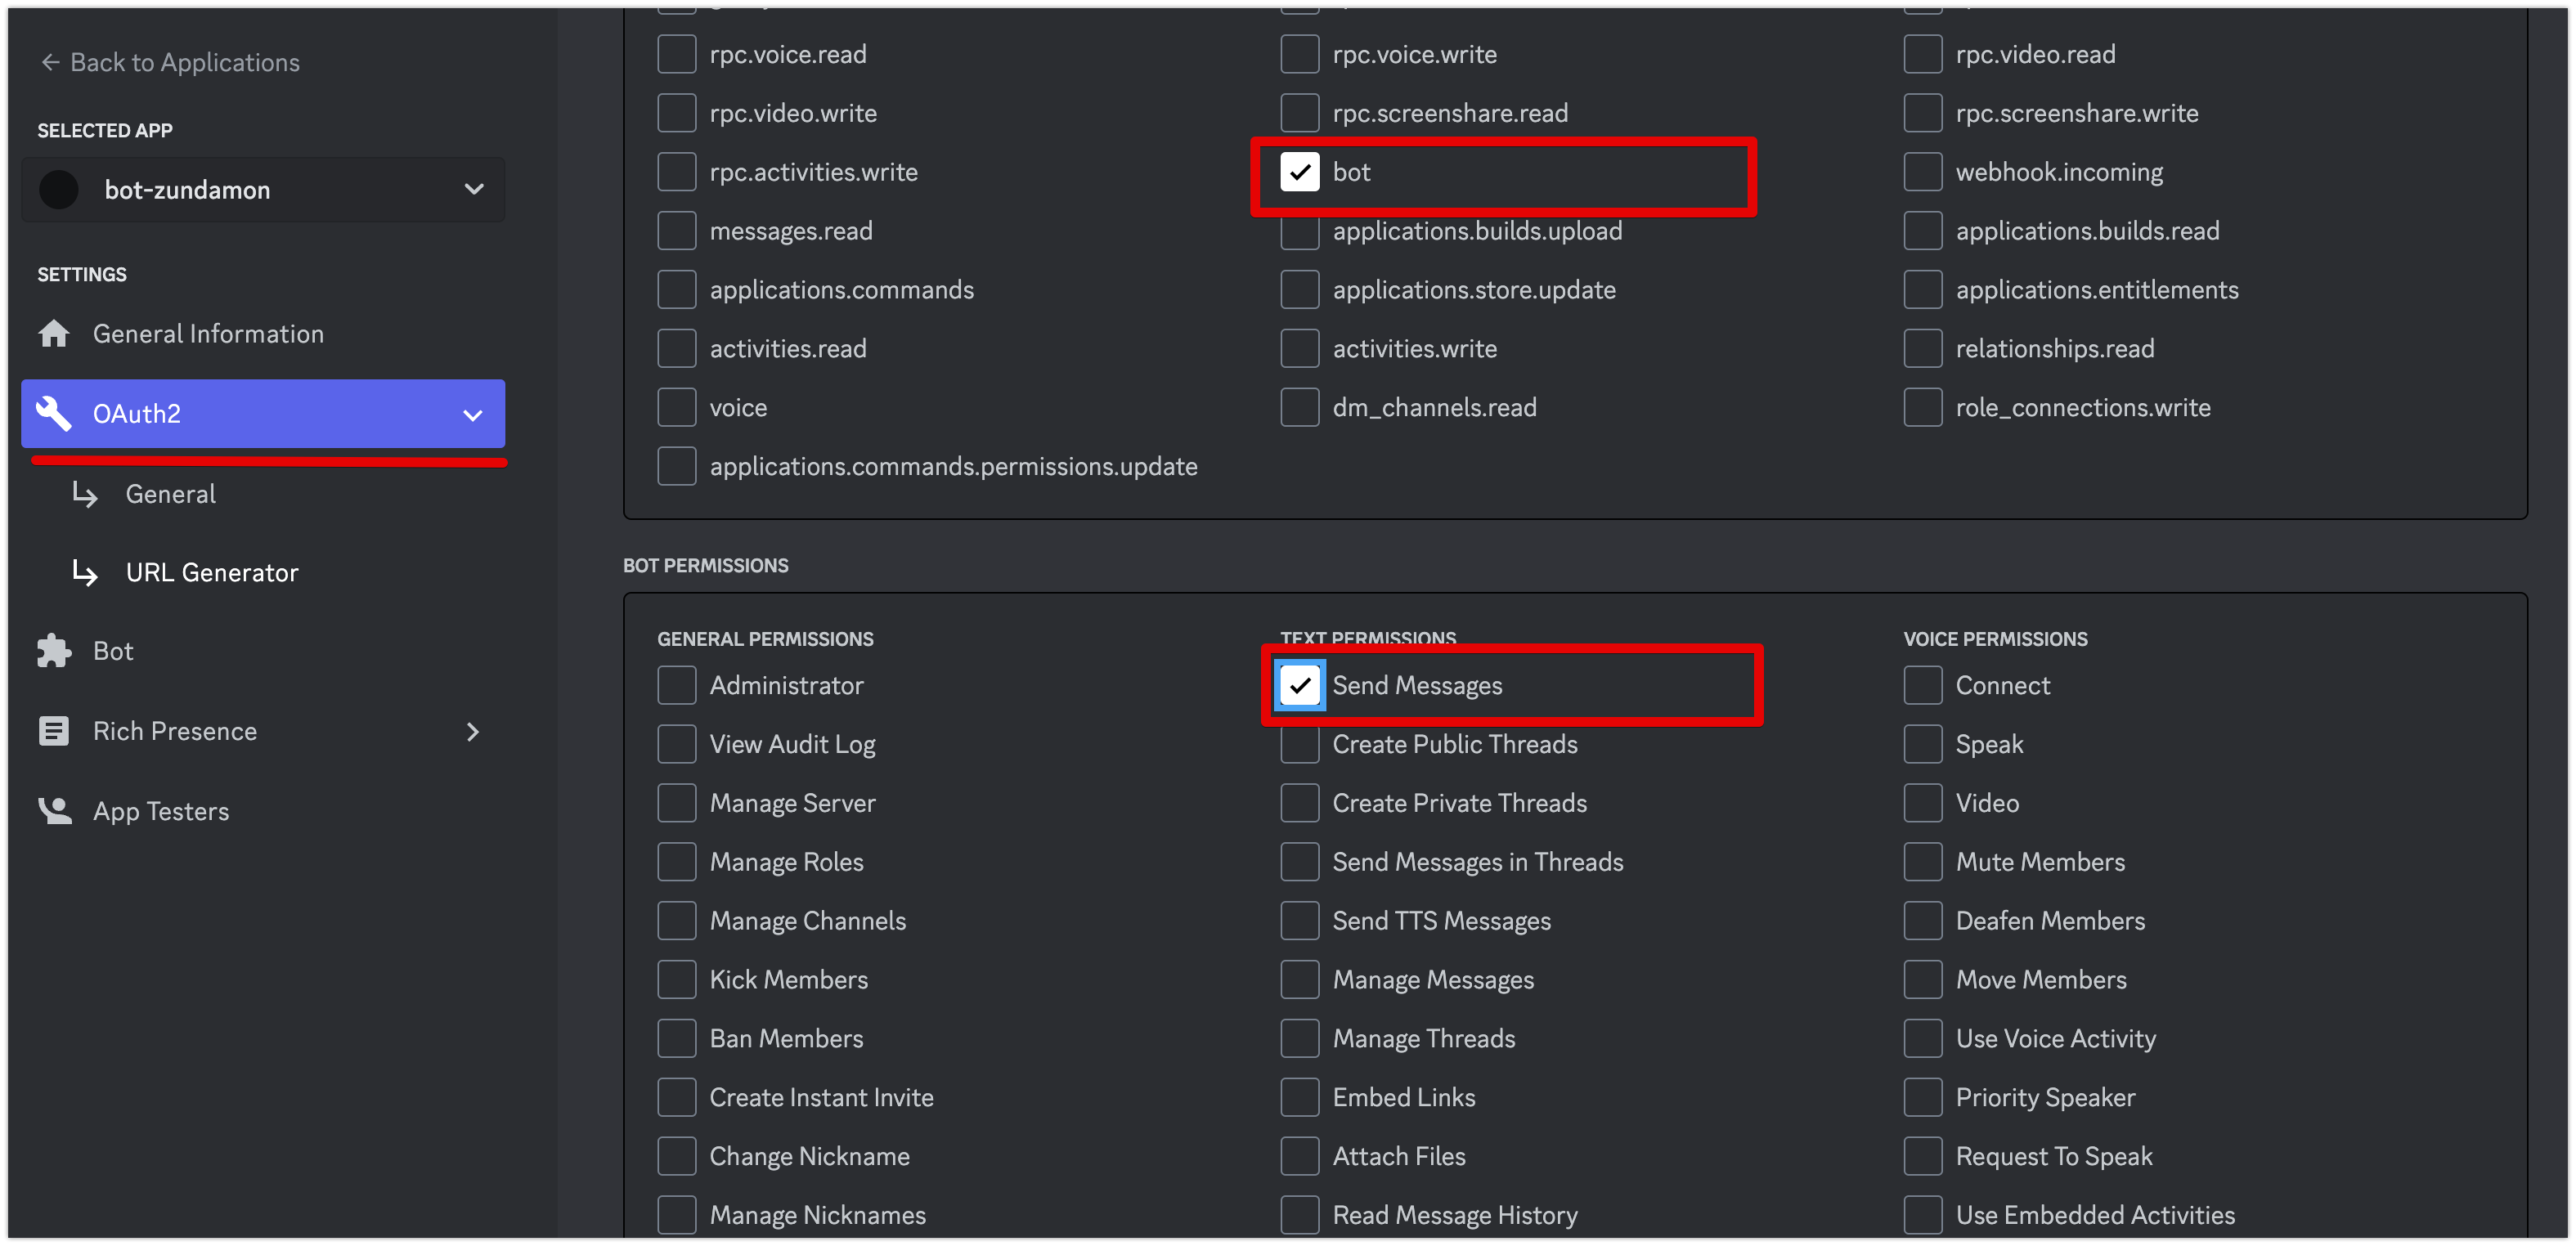 ← Back to Applications
SELECTED APP
bot-zundamon
SETTINGS
General Information
OAuth2
General
URL Generator
Bot
Rich Presence
App Testers
rpc.voice.read
rpc.voice.write
rpc.video.read
rpc.video.write
rpc.screenshare.read
rpc.screenshare.write
rpc.activities.write
bot
webhook.incoming
messages.read
applications.builds.upload
applications.builds.read
applications.commands
applications.store.update
applications.entitlements
activities.read
activities.write
relationships.read
voice
dm_channels.read
role_connections.write
applications.commands.permissions.update
BOT PERMISSIONS
GENERAL PERMISSIONS
Administrator
View Audit Log
Manage Server
Manage Roles
Manage Channels
Kick Members
Ban Members
Create Instant Invite
Change Nickname
Manage Nicknames
TEXT PERMISSIONS
Send Messages
Create Public Threads
Create Private Threads
Send Messages in Threads
Send TTS Messages
Manage Messages
Manage Threads
Embed Links
Attach Files
Read Message History
VOICE PERMISSIONS
Connect
Speak
Video
Mute Members
Deafen Members
Move Members
Use Voice Activity
Priority Speaker
Request To Speak
Use Embedded Activities